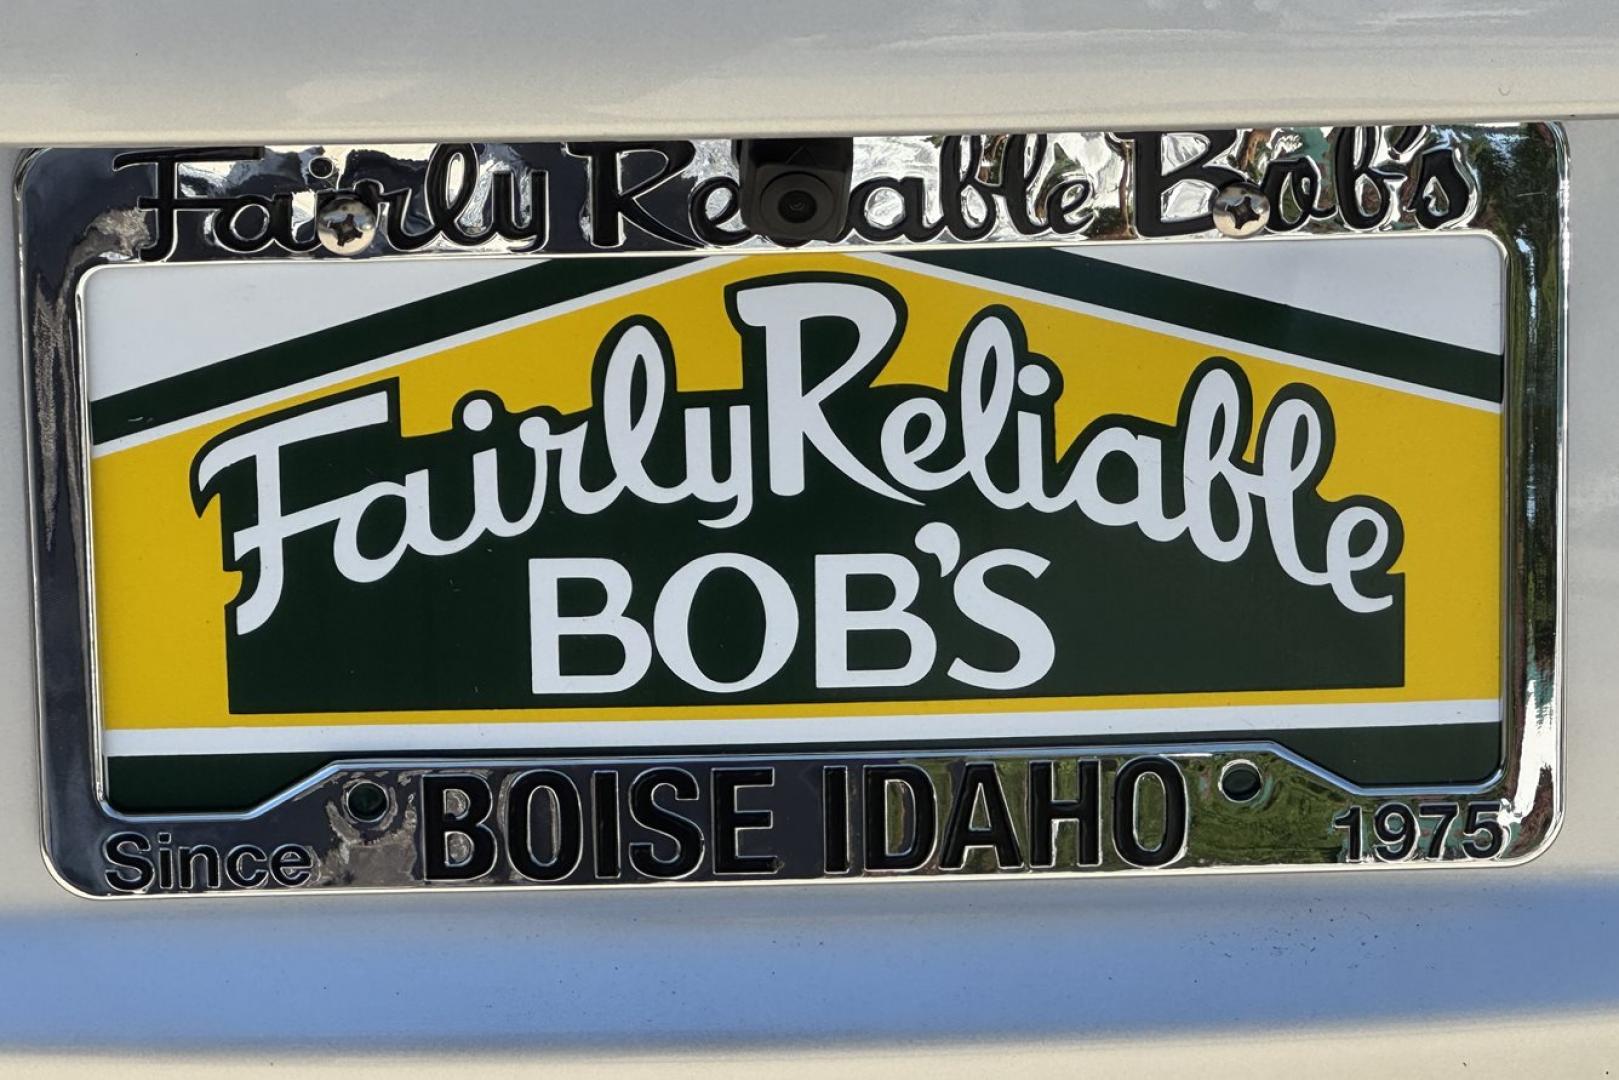 Fairly Reliable Bob's
Fairly Reliable
BOB'S
Since BOISE IDAHO 1975